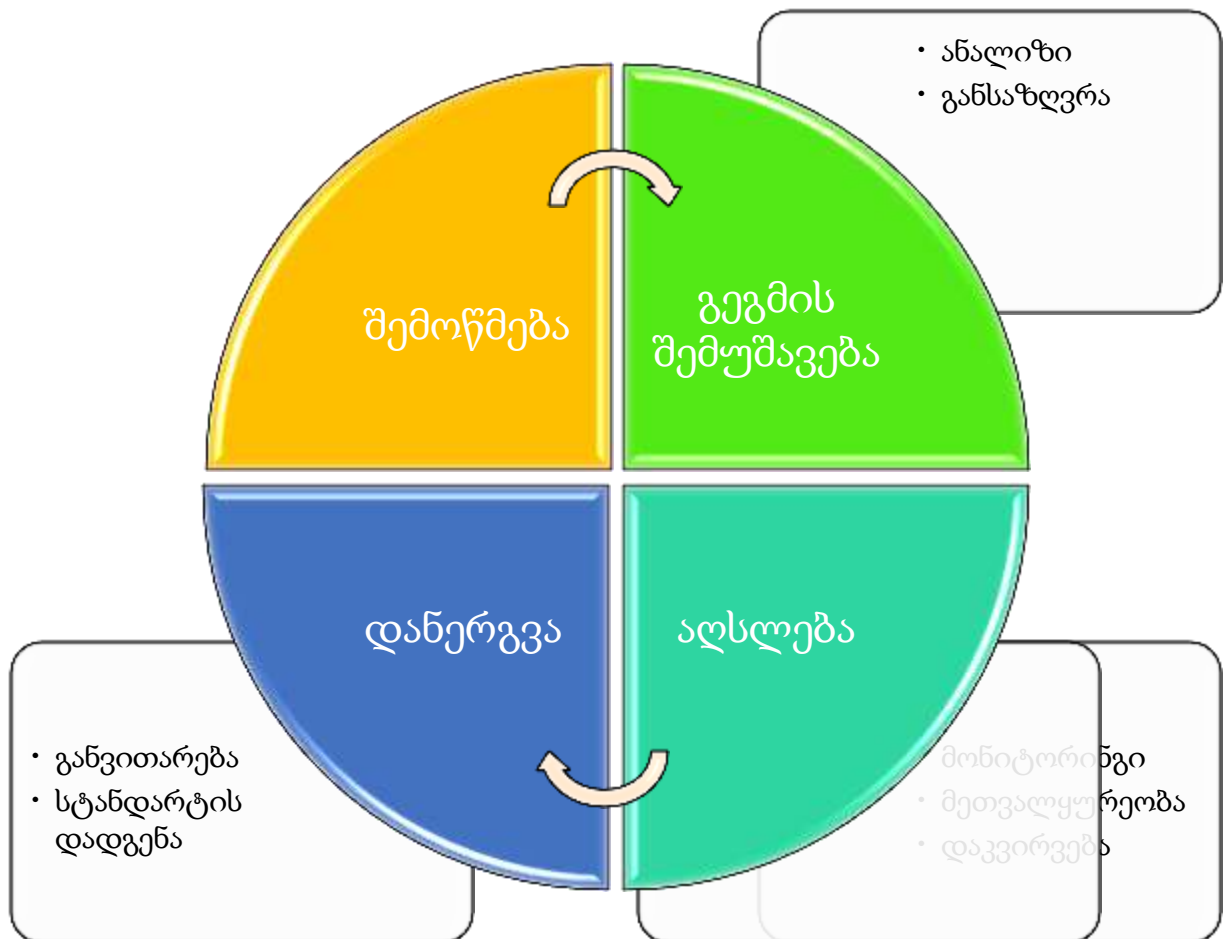 • ანალიზი
• განსაზღვრა
შემოწმება
გეგმის
შემუშავება
დანერგვა
აღსლება
• განვითარება
• სტანდარტის
დადგენა
• მონიტორინგი
• მეთვალყურეობა
• დაკვირვება